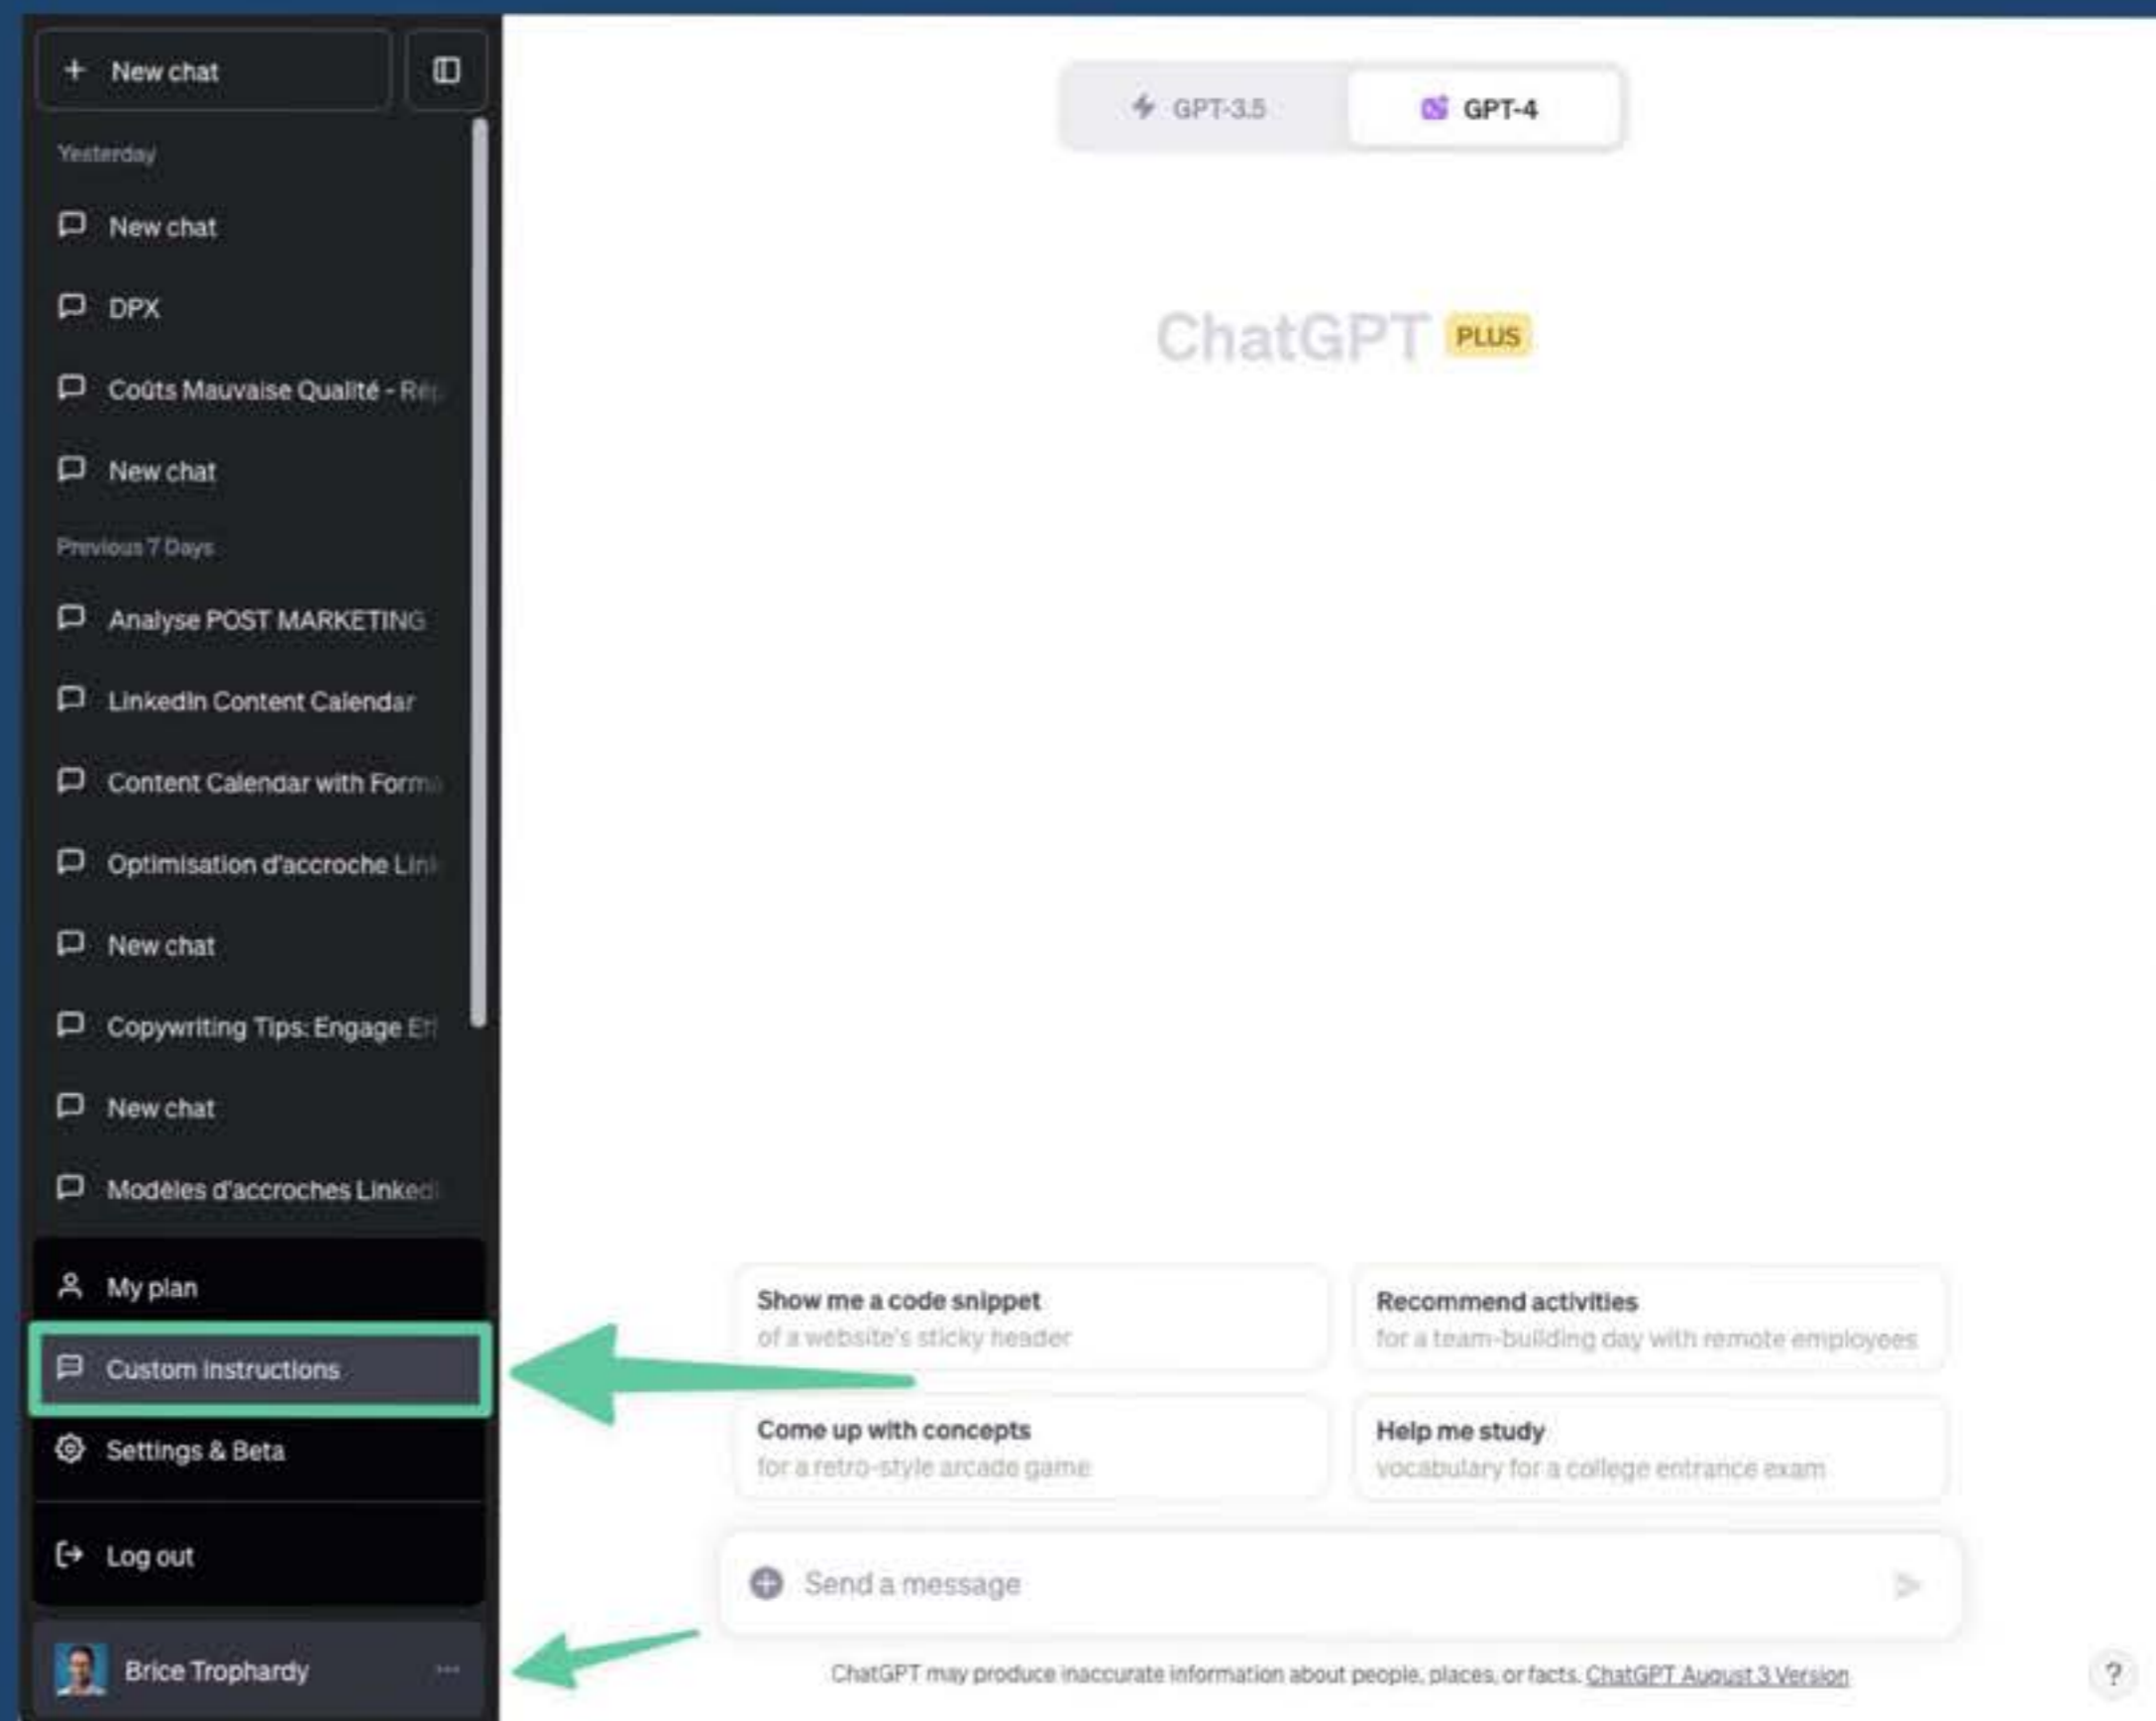 New chat
Yesterday
New chat
DPX
Coûts Mauvaise Qualité -
New chat
Previous 7 Days
Analyse POST MARKETING
LinkedIn Content Calendar
Content Calendar with
Optimisation d'accroche
New chat
Copywriting Tips: Engage
New chat
Modèles d'accroches
My plan
Custom instructions
Settings & Beta
Log out
Brice Trophardy
GPT-3.5
GPT-4
ChatGPT PLUS
Show me a code snippet
of a website's sticky header
Recommend activities
for a team-building day with remote employees
Come up with concepts
for a retro-style arcade game
Help me study
vocabulary for a college entrance exam
Send a message
ChatGPT may produce inaccurate information about people, places, or facts. ChatGPT August 3 Version
?